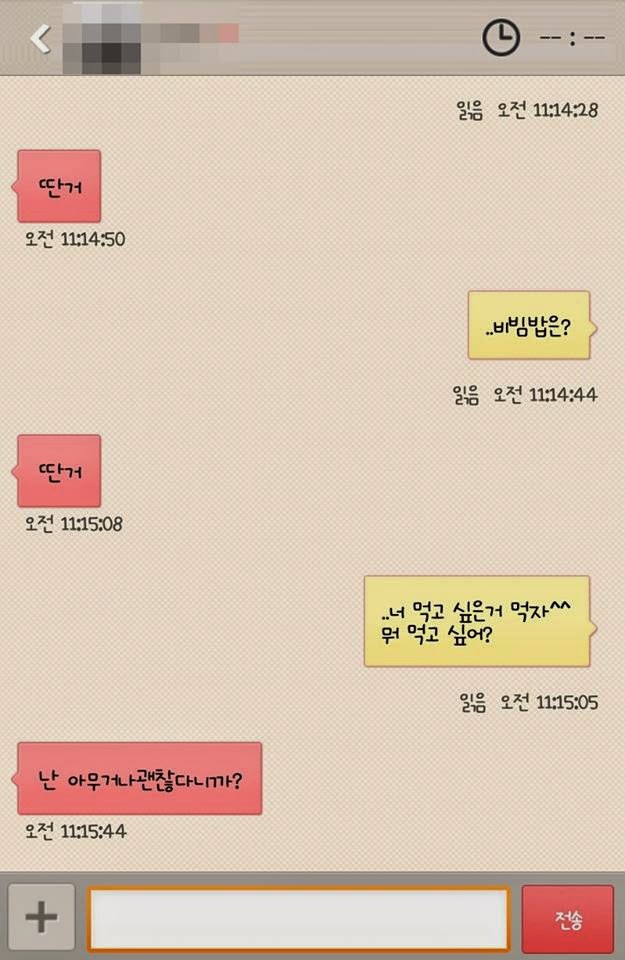 -- : --
읽음 오전 11:14:28
딴거
오전 11:14:50
..비빔밥은?
읽음 오전 11:14:44
딴거
오전 11:15:08
..너 먹고 싶은거 먹자^^
뭐 먹고 싶어?
읽음 오전 11:15:05
난 아무거나괜찮다니까?
오전 11:15:44
전송